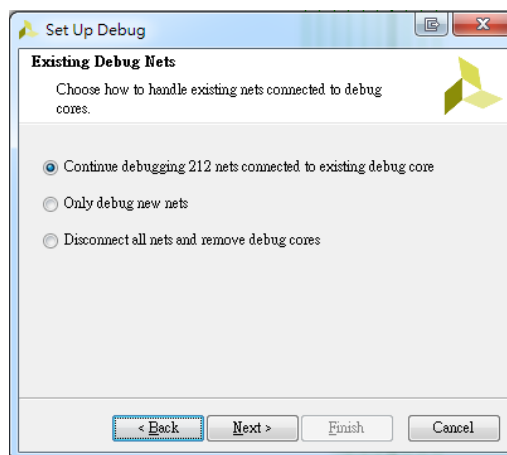 Set Up Debug
Existing Debug Nets
Choose how to handle existing nets connected to debug
cores.
Continue debugging 212 nets connected to existing debug core
Only debug new nets
Disconnect all nets and remove debug cores
< Back
Next >
Finish
Cancel